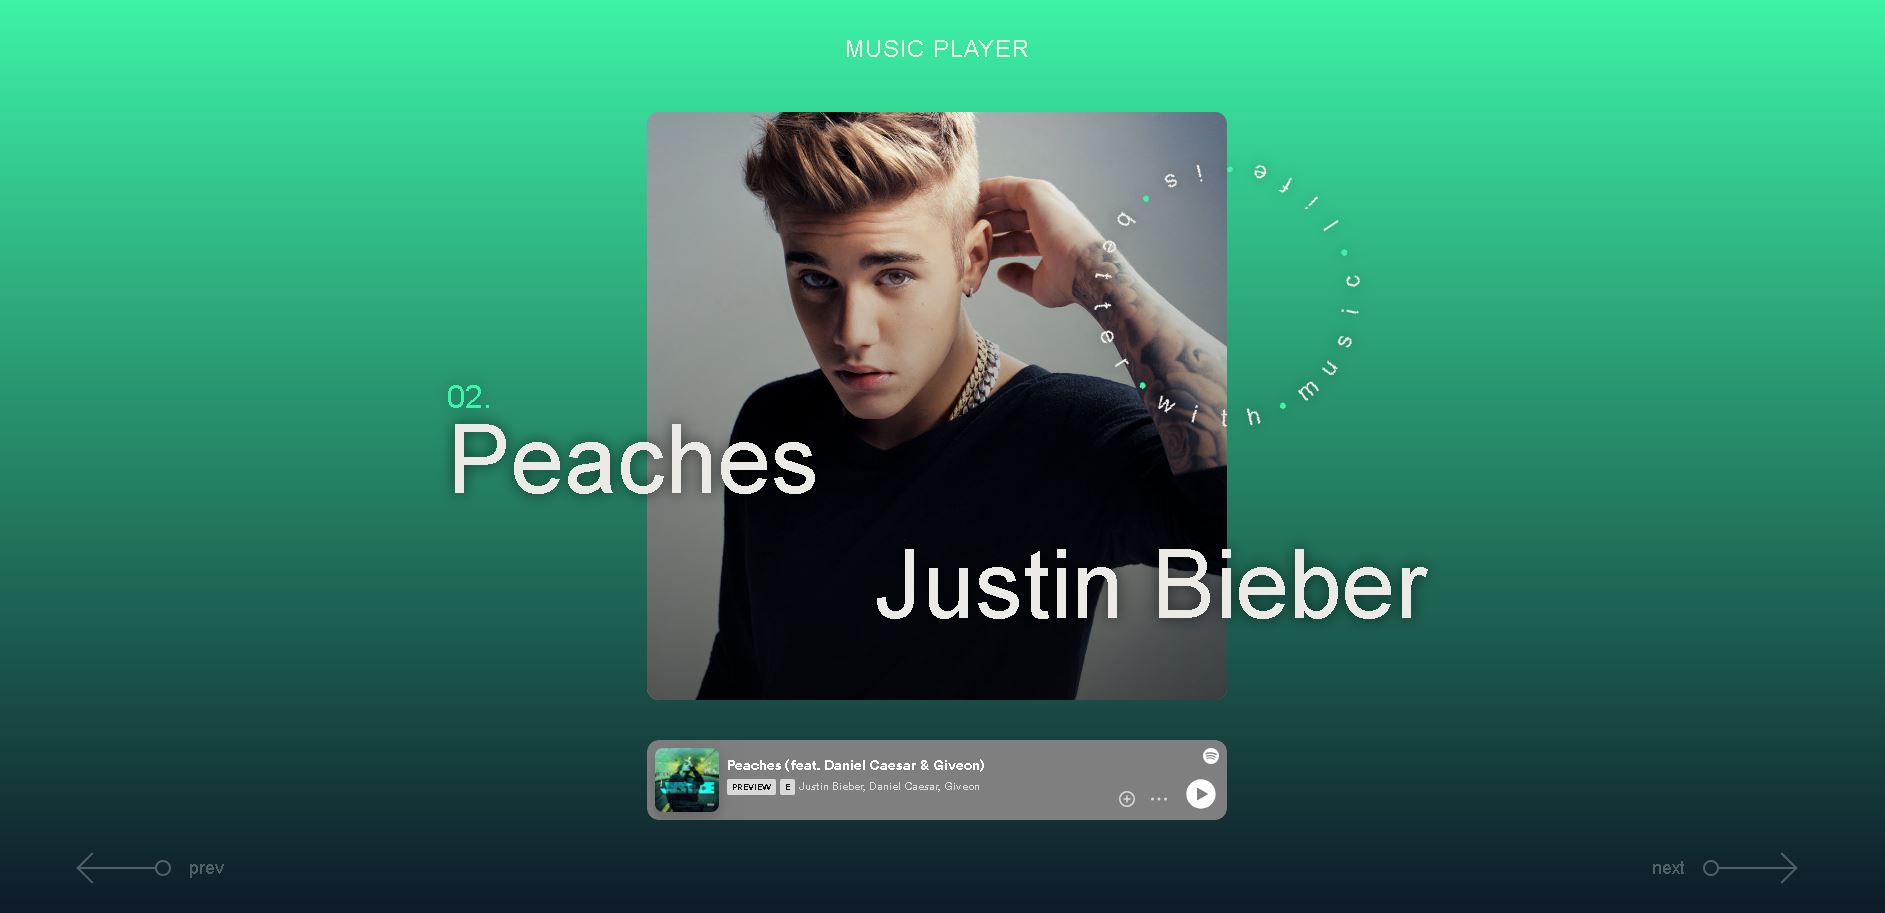 MUSIC PLAYER
life is better with music
02.
Peaches
Justin Bieber
Peaches (feat. Daniel Caesar & Giveon)
PREVIEW E Justin Bieber, Daniel Caesar, Giveon
prev
next